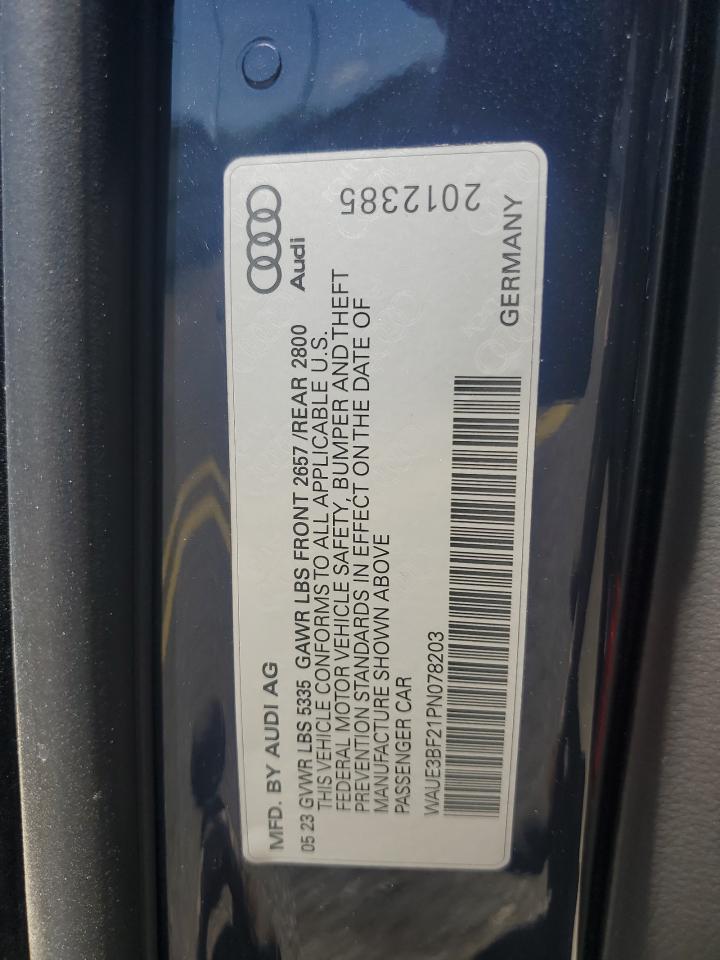 MFD. BY AUDI AG
Audi
05 23 GVWR LBS 5335 GAWR LBS FRONT 2657 /REAR 2800
THIS VEHICLE CONFORMS TO ALL APPLICABLE U.S.
FEDERAL MOTOR VEHICLE SAFETY, BUMPER AND THEFT
PREVENTION STANDARDS IN EFFECT ON THE DATE OF
MANUFACTURE SHOWN ABOVE
PASSENGER CAR
2012385
WAUE3BF21PN078203
GERMANY